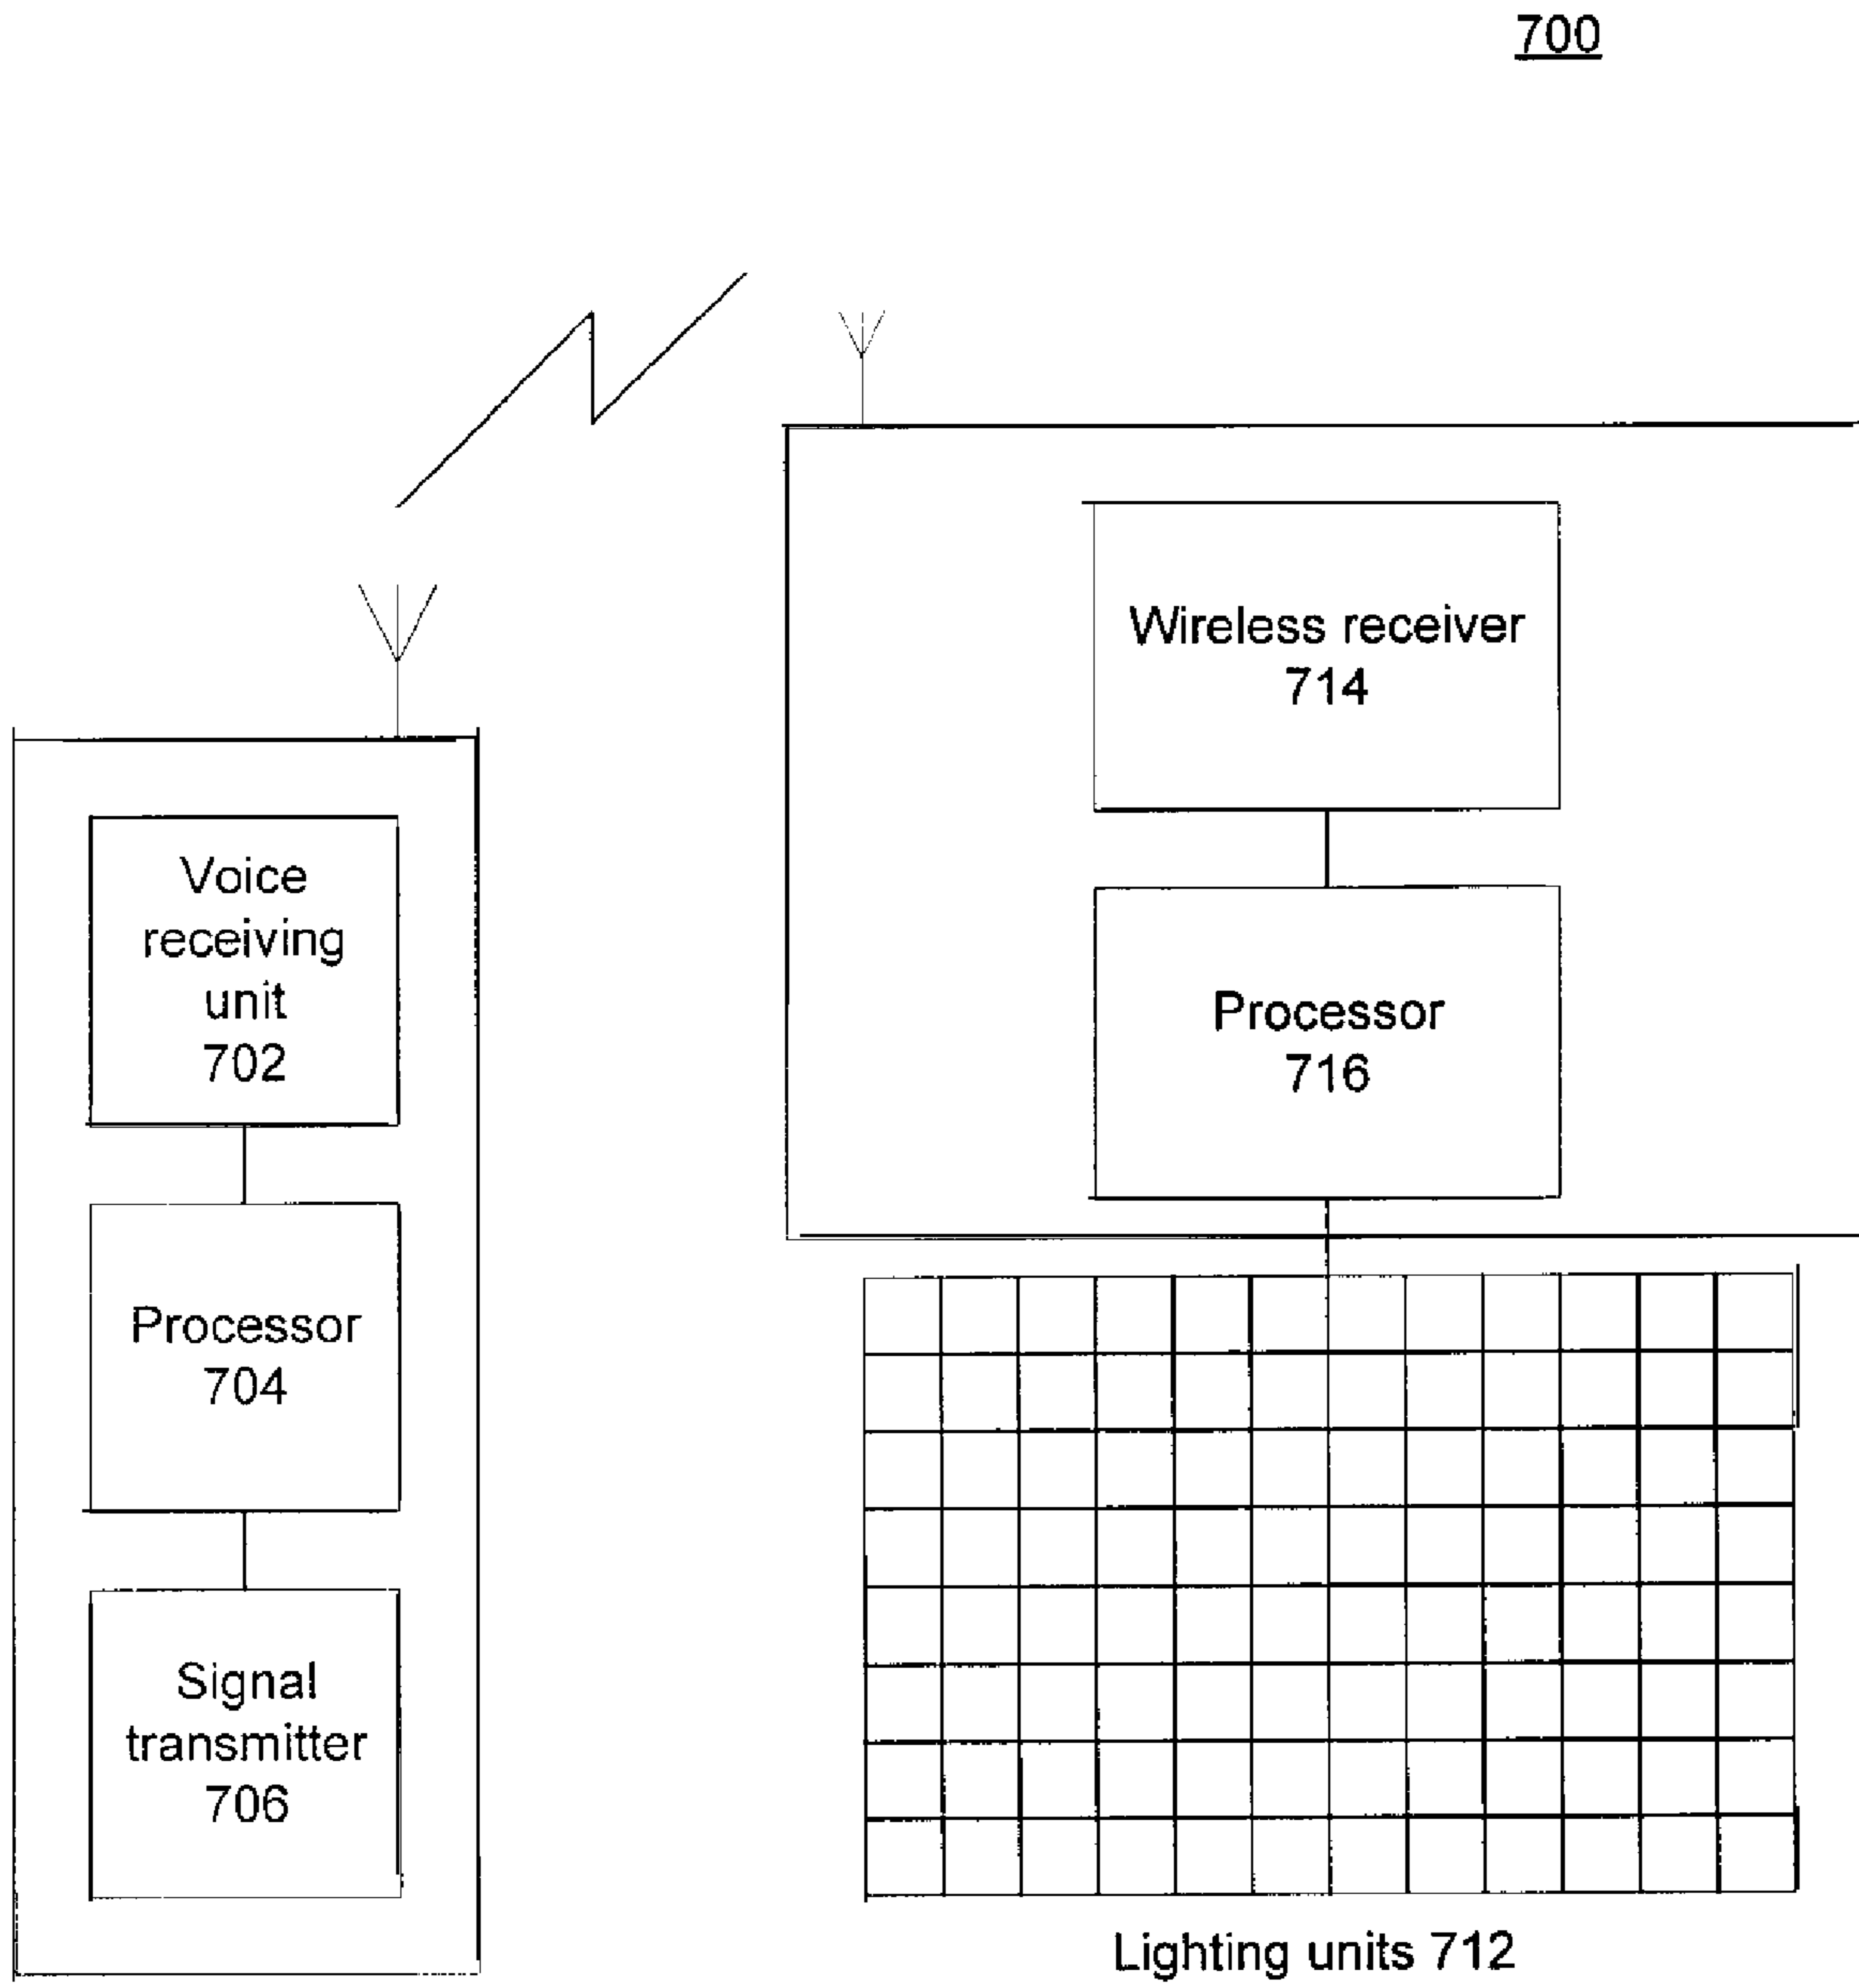 700
Voice
receiving
unit
702
Processor
704
Signal
transmitter
706
Wireless receiver
714
Processor
716
Lighting units 712